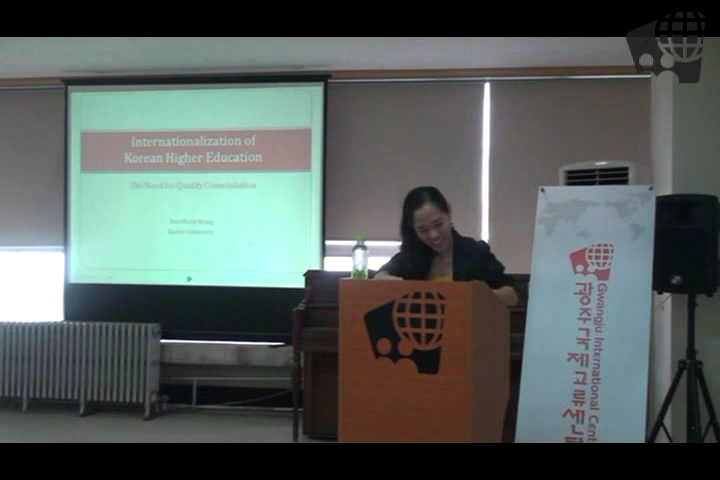 Internationalization of
Korean Higher Education
The Need for Quality Consolidation
Gwangju International Cent
광주국제교류센터